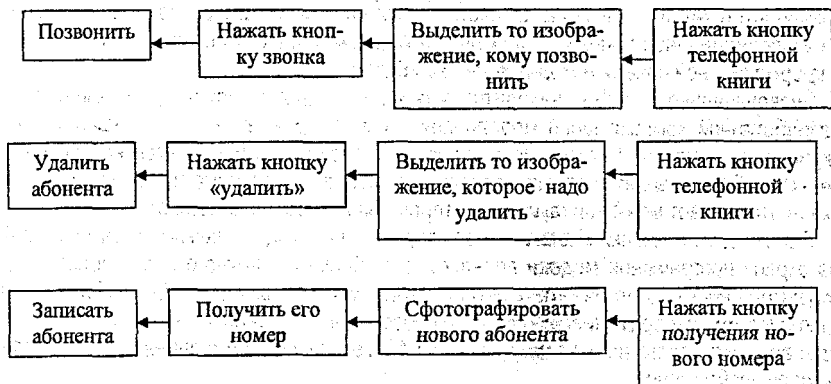 Позвонить
Нажать кноп-
ку звонка
Выделить то изобра-
жение, кому позво-
нить
Нажать кнопку
телефонной
книги
Удалить
абонента
Нажать кнопку
«удалить»
Выделить то изобра-
жение, которое надо
удалить
Нажать кнопку
телефонной
книги
Записать
абонента
Получить его
номер
Сфотографировать
нового абонента
Нажать кнопку
получения но-
вого номера